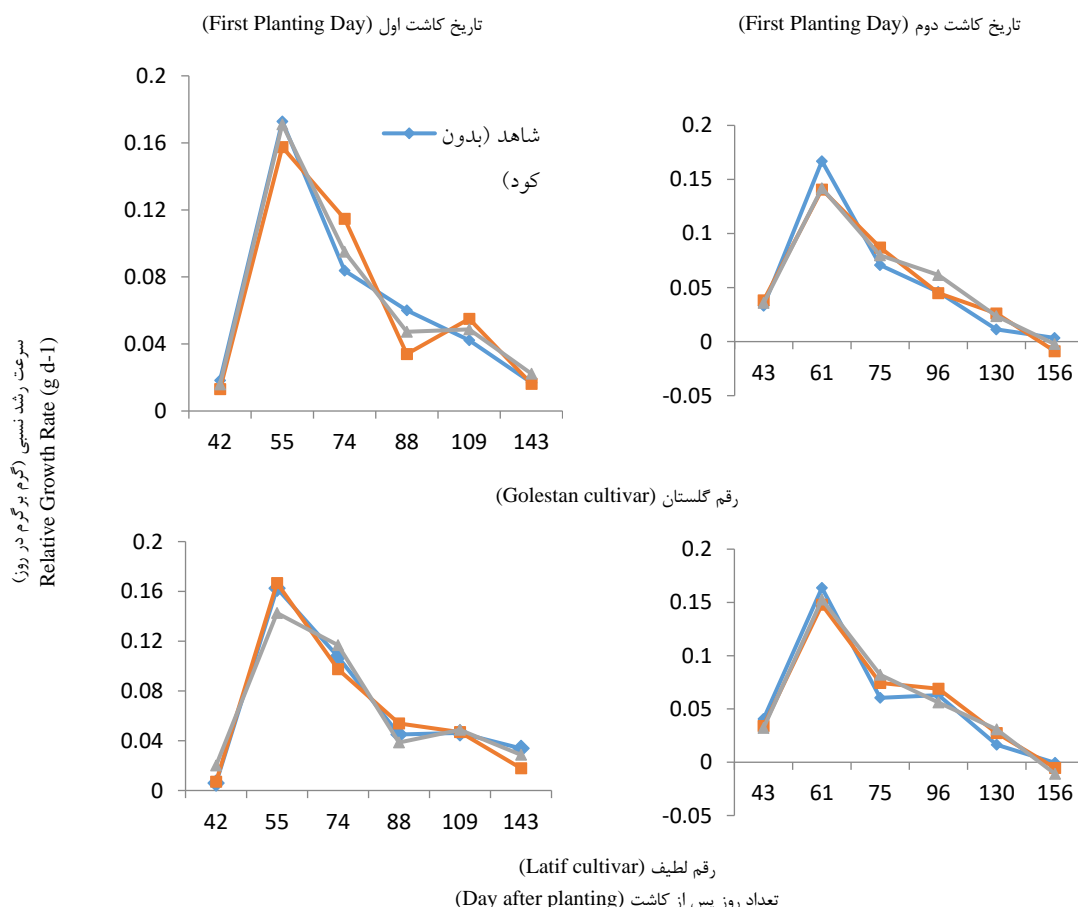 تاریخ کاشت اول (First Planting Day)
تاریخ کاشت دوم (First Planting Day)
0.2
0.16
0.12
0.08
0.04
0
42 55 74 88 109 143
شاهد (بدون
کود)
0.2
0.15
0.1
0.05
0
-0.05
43 61 75 96 130 156
رقم گلستان (Golestan cultivar)
سرعت رشد نسبی (گرم برگرم در روز)
Relative Growth Rate (g d-1)
0.2
0.16
0.12
0.08
0.04
0
42 55 74 88 109 143
0.2
0.15
0.1
0.05
0
-0.05
43 61 75 96 130 156
رقم لطیف (Latif cultivar)
تعداد روز پس از کاشت (Day after planting)